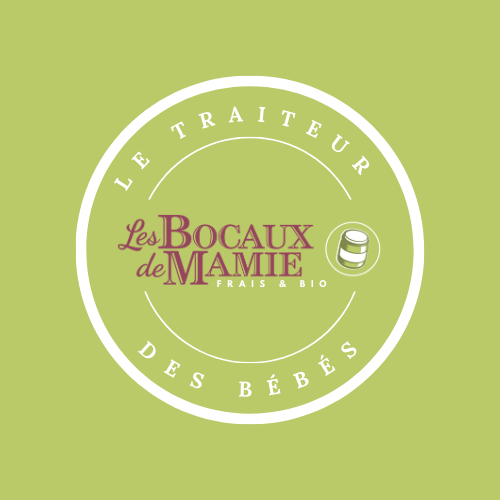 LE TRAITEUR
Les BOCAUX
de MAMIE
FRAIS & BIO
DES BÉBÉS